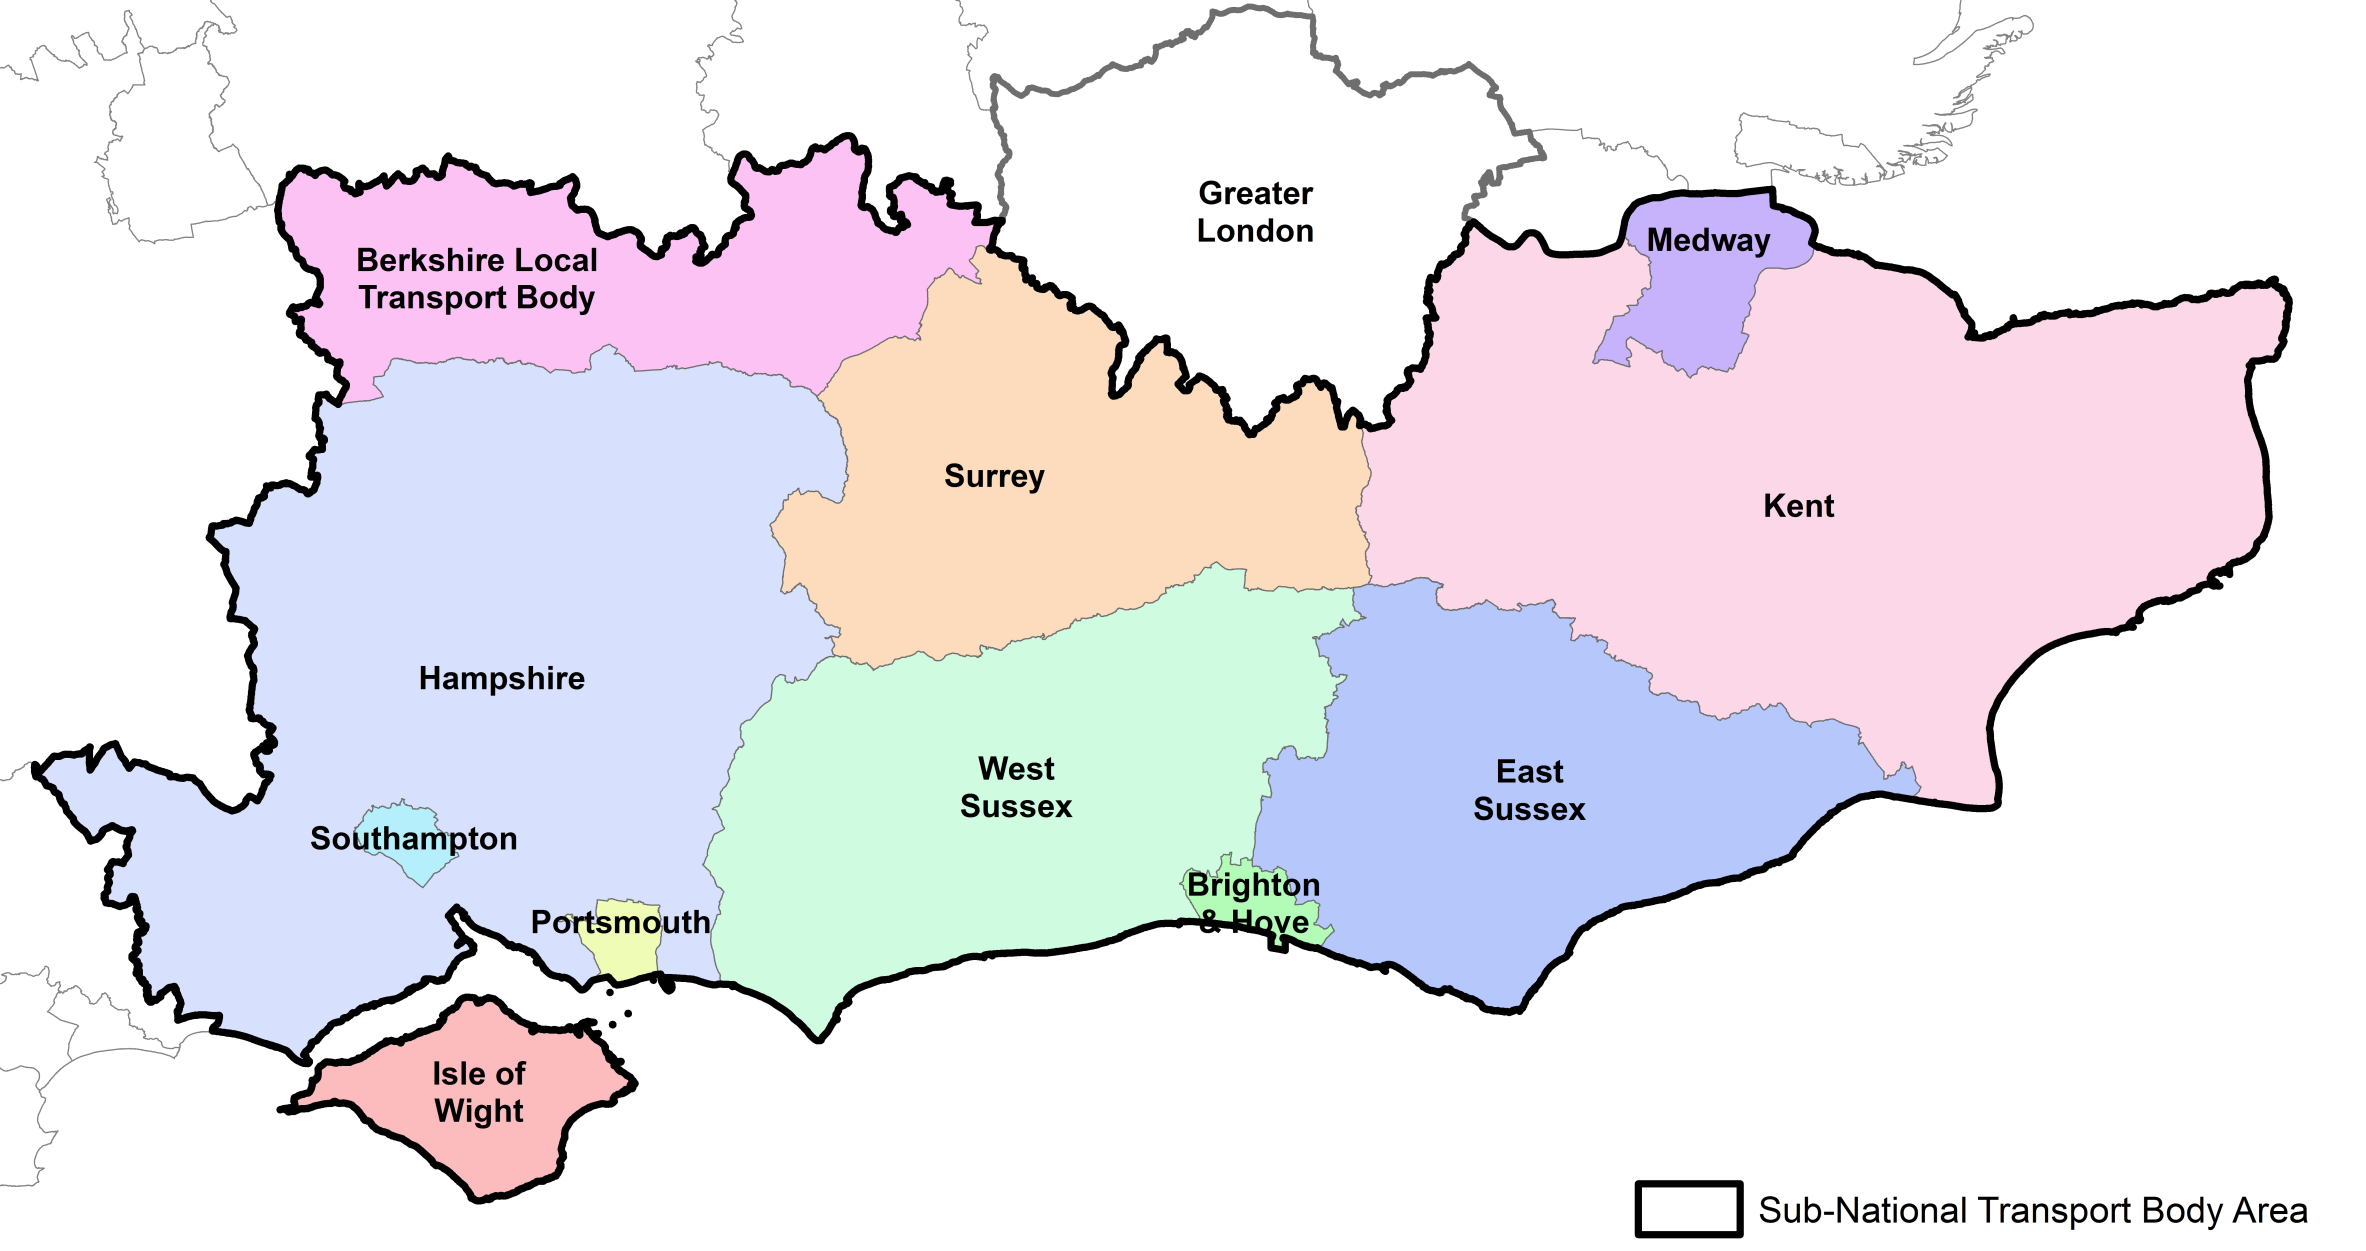 Greater
London
Medway
Berkshire Local
Transport Body
Surrey
Kent
Hampshire
West
Sussex
East
Sussex
Southampton
Brighton
& Hove
Portsmouth
Isle of
Wight
Sub-National Transport Body Area